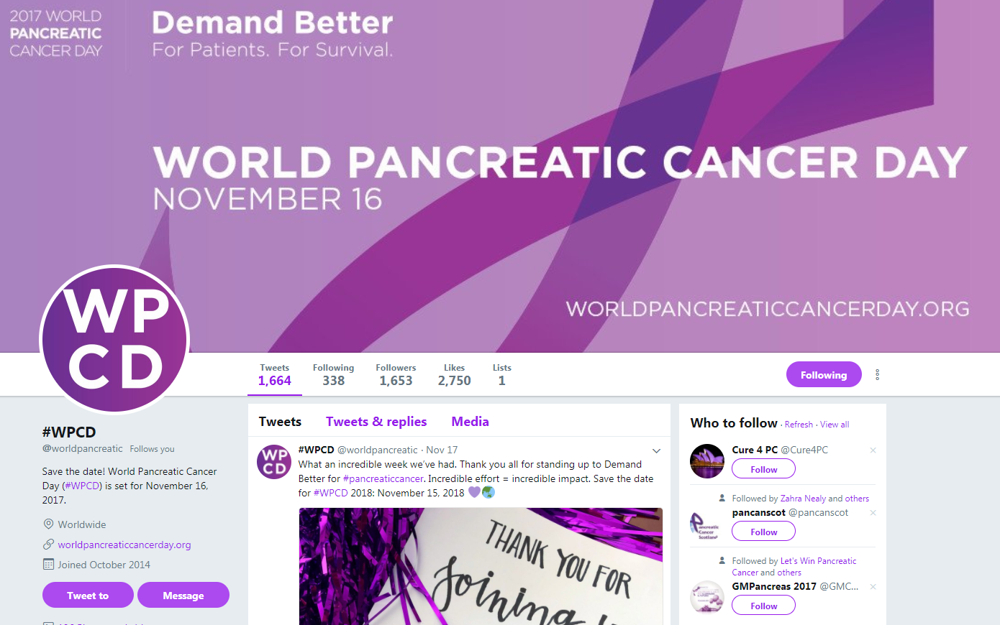 2017 WORLD
PANCREATIC
CANCER DAY
Demand Better
For Patients. For Survival.
WORLD PANCREATIC CANCER DAY
NOVEMBER 16
WORLDPANCREATICCANCERDAY.ORG
WP
CD
Tweets
1,664
Following
338
Followers
1,653
Likes
2,750
Lists
1
Following
#WPCD
@worldpancreatic Follows you
Save the date! World Pancreatic Cancer
Day (#WPCD) is set for November 16,
2017.
Worldwide
worldpancreaticcancerday.org
Joined October 2014
Tweet to
Message
Tweets
Tweets & replies
Media
WP
CD
#WPCD @worldpancreatic · Nov 17
What an incredible week we've had. Thank you all for standing up to Demand
Better for #pancreaticcancer. Incredible effort = incredible impact. Save the date
for #WPCD 2018: November 15, 2018 💜🌏
THANK YOU FOR
Joining
Who to follow · Refresh · View all
Cure 4 PC @Cure4PC
Follow
Followed by Zahra Nealy and others
pancanscot @pancanscot
Pancreatic
Cancer
Scotland
Follow
Followed by Let's Win Pancreatic
Cancer and others
GMPancreas 2017 @GMC...
Follow